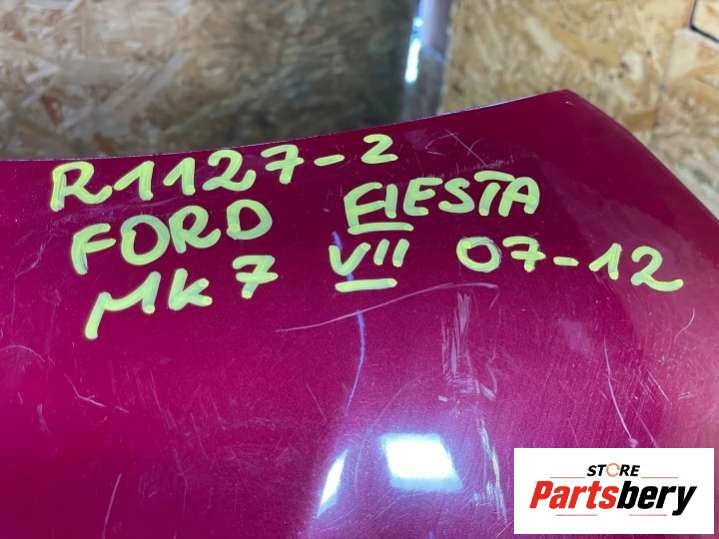 R1127-2
FORD FIESTA
MK7 VII 07-12
STORE
Partsbery